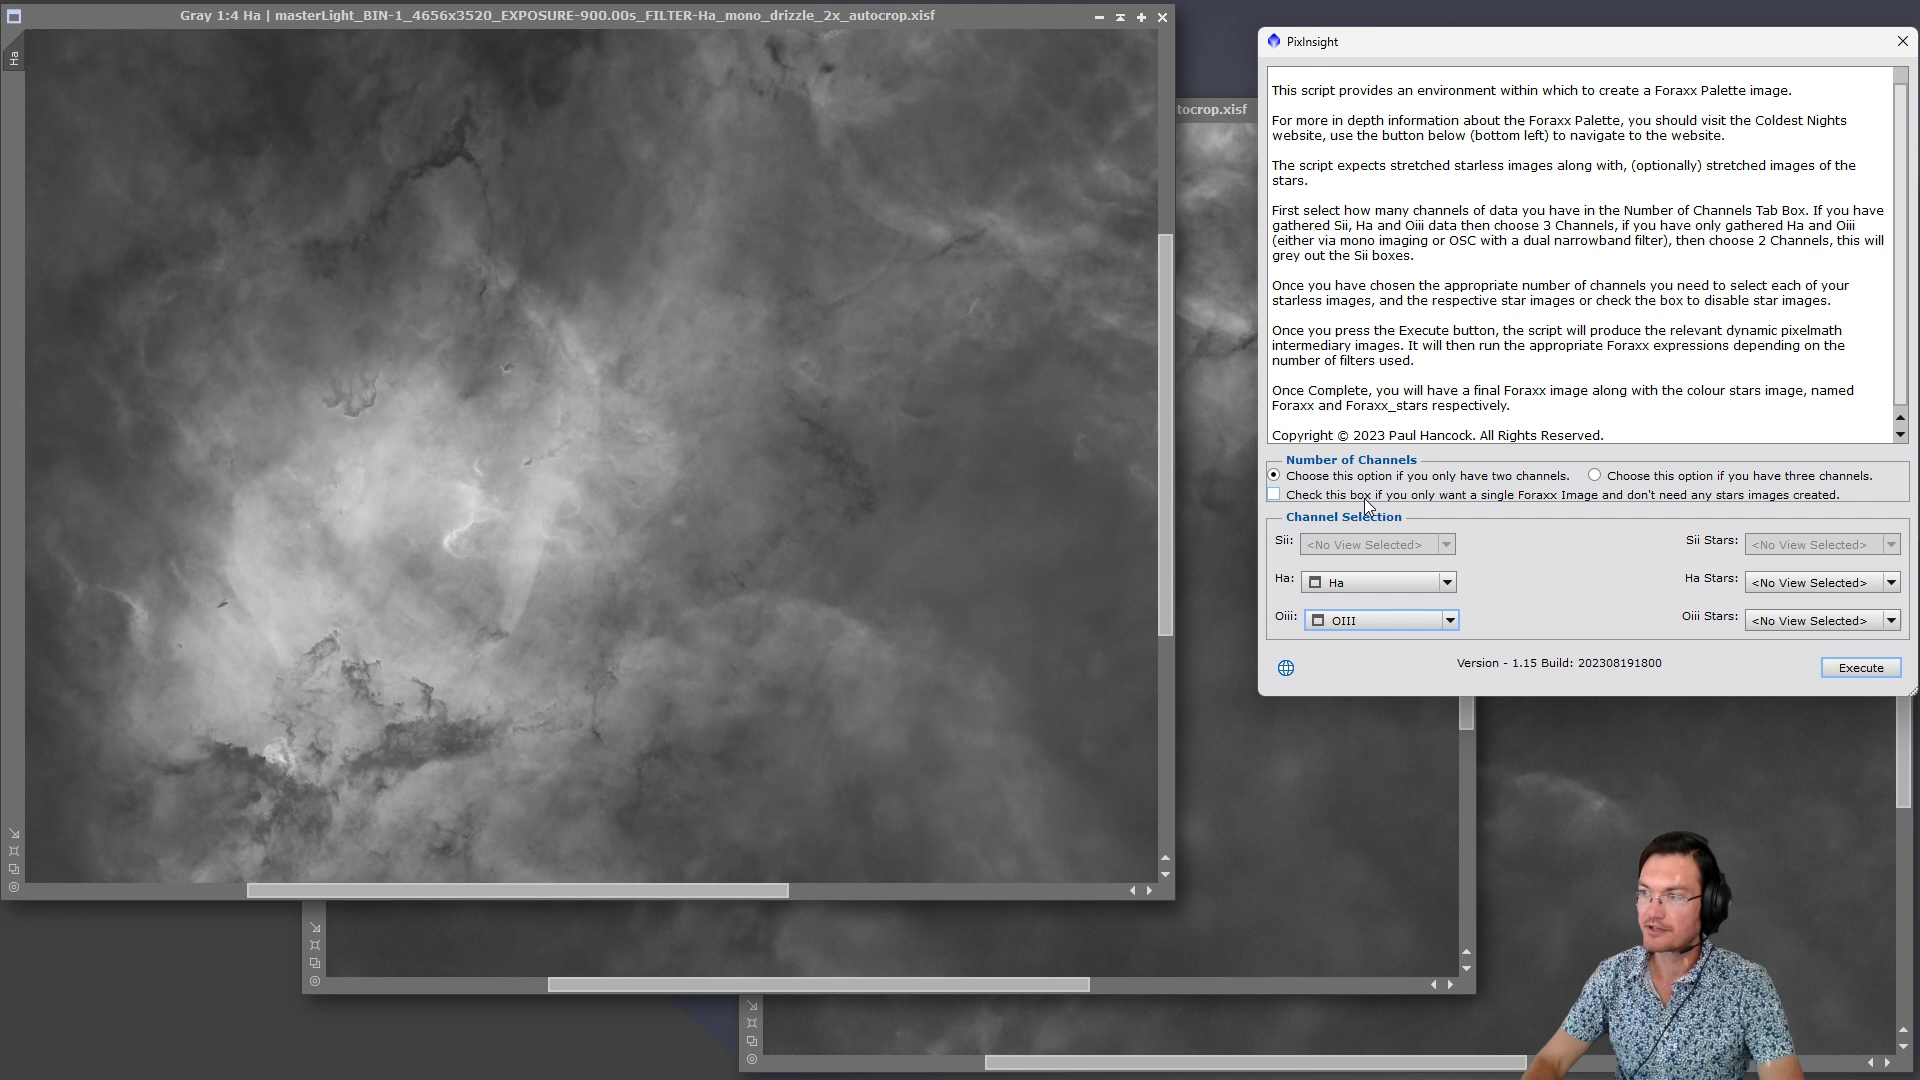 Gray 1:4 Ha | masterLight_BIN-1_4656x3520_EXPOSURE-900.00s_FILTER-Ha_mono_drizzle_2x_autocrop.xisf
Ha
tocrop.xisf
PixInsight
This script provides an environment within which to create a Foraxx Palette image.
For more in depth information about the Foraxx Palette, you should visit the Coldest Nights
website, use the button below (bottom left) to navigate to the website.
The script expects stretched starless images along with, (optionally) stretched images of the
stars.
First select how many channels of data you have in the Number of Channels Tab Box. If you have
gathered Sii, Ha and Oiii data then choose 3 Channels, if you have only gathered Ha and Oiii
(either via mono imaging or OSC with a dual narrowband filter), then choose 2 Channels, this will
grey out the Sii boxes.
Once you have chosen the appropriate number of channels you need to select each of your
starless images, and the respective star images or check the box to disable star images.
Once you press the Execute button, the script will produce the relevant dynamic pixelmath
intermediary images. It will then run the appropriate Foraxx expressions depending on the
number of filters used.
Once Complete, you will have a final Foraxx image along with the colour stars image, named
Foraxx and Foraxx_stars respectively.
Copyright © 2023 Paul Hancock. All Rights Reserved.
Number of Channels
Choose this option if you only have two channels.
Choose this option if you have three channels.
Check this box if you only want a single Foraxx Image and don't need any stars images created.
Channel Selection
Sii: <No View Selected>
Sii Stars: <No View Selected>
Ha: Ha
Ha Stars: <No View Selected>
Oiii: OIII
Oiii Stars: <No View Selected>
Version - 1.15 Build: 202308191800
Execute